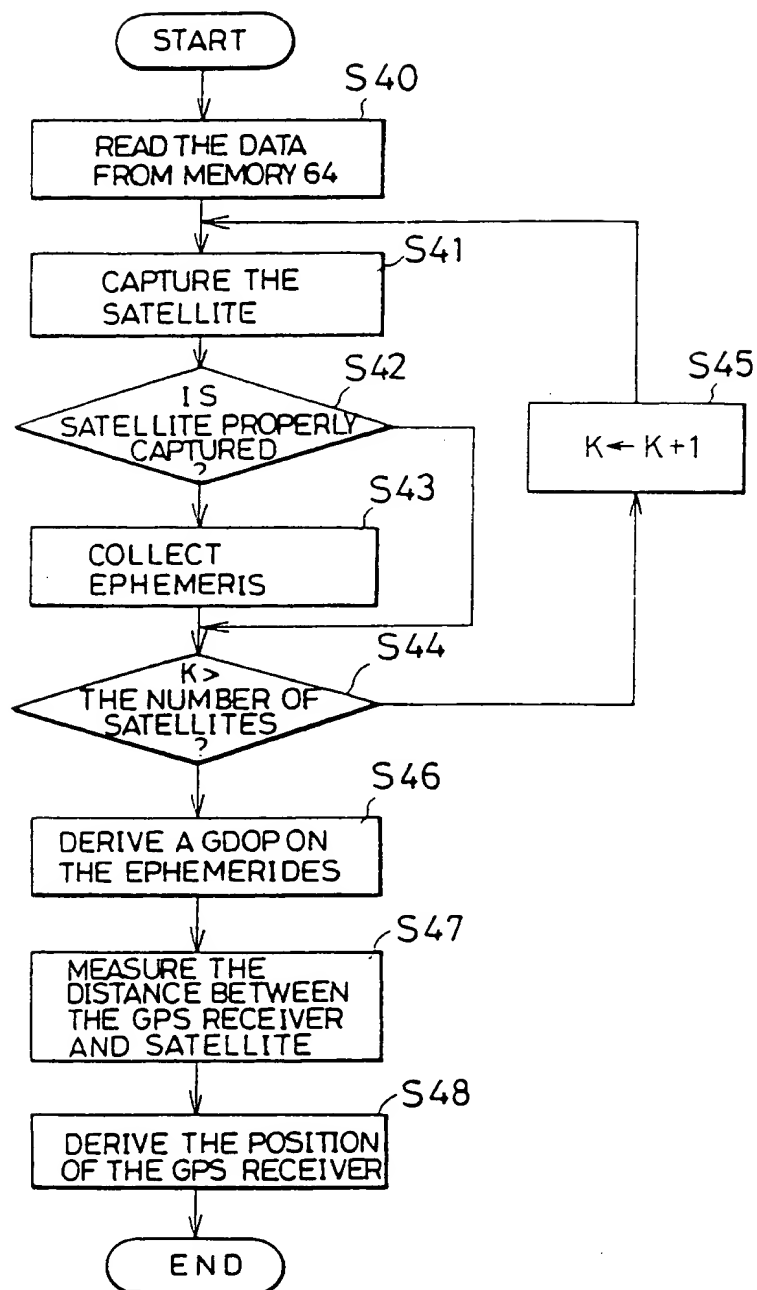 START
S40
READ THE DATA
FROM MEMORY 64
S41
CAPTURE THE
SATELLITE
S42
IS
SATELLITE PROPERLY
CAPTURED
?
S45
K ← K+1
S43
COLLECT
EPHEMERIS
S44
K >
THE NUMBER OF
SATELLITES
?
S46
DERIVE A GDOP ON
THE EPHEMERIDES
S47
MEASURE THE
DISTANCE BETWEEN
THE GPS RECEIVER
AND SATELLITE
S48
DERIVE THE POSITION
OF THE GPS RECEIVER
END